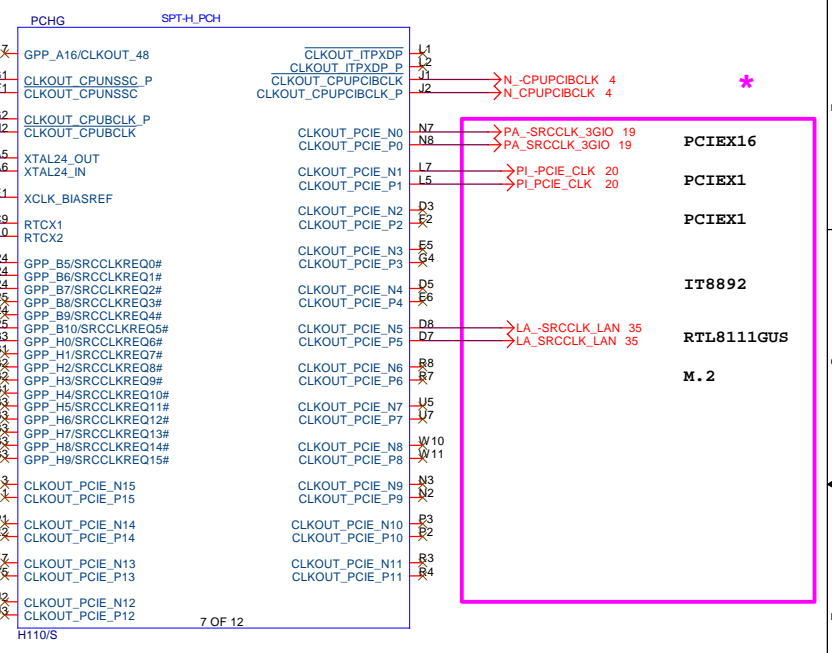 PCHG SPT-H_PCH
GPP_A16/CLKOUT_48
CLKOUT_CPUNSSC_P
CLKOUT_CPUNSSC
CLKOUT_CPUBCLK_P
CLKOUT_CPUBCLK
XTAL24_OUT
XTAL24_IN
XCLK_BIASREF
RTCX1
RTCX2
GPP_B5/SRCCLKREQ0#
GPP_B6/SRCCLKREQ1#
GPP_B7/SRCCLKREQ2#
GPP_B8/SRCCLKREQ3#
GPP_B9/SRCCLKREQ4#
GPP_B10/SRCCLKREQ5#
GPP_H0/SRCCLKREQ6#
GPP_H1/SRCCLKREQ7#
GPP_H2/SRCCLKREQ8#
GPP_H3/SRCCLKREQ9#
GPP_H4/SRCCLKREQ10#
GPP_H5/SRCCLKREQ11#
GPP_H6/SRCCLKREQ12#
GPP_H7/SRCCLKREQ13#
GPP_H8/SRCCLKREQ14#
GPP_H9/SRCCLKREQ15#
CLKOUT_PCIE_N15
CLKOUT_PCIE_P15
CLKOUT_PCIE_N14
CLKOUT_PCIE_P14
CLKOUT_PCIE_N13
CLKOUT_PCIE_P13
CLKOUT_PCIE_N12
CLKOUT_PCIE_P12
H110/S
7 OF 12
CLKOUT_ITPXDP L1
CLKOUT_ITPXDP_P L2
CLKOUT_CPUPCIBCLK J1 N_-CPUPCIBCLK 4
CLKOUT_CPUPCIBCLK_P J2 N_CPUPCIBCLK 4
*
CLKOUT_PCIE_N0 N7 PA_-SRCCLK_3GIO 19
CLKOUT_PCIE_P0 N8 PA_SRCCLK_3GIO 19
PCIEX16
CLKOUT_PCIE_N1 L7 PI_-PCIE_CLK 20
CLKOUT_PCIE_P1 L5 PI_PCIE_CLK 20
PCIEX1
CLKOUT_PCIE_N2 D3
CLKOUT_PCIE_P2 F2
PCIEX1
CLKOUT_PCIE_N3 E5
CLKOUT_PCIE_P3 G4
CLKOUT_PCIE_N4 D5
CLKOUT_PCIE_P4 E6
IT8892
CLKOUT_PCIE_N5 D8 LA_-SRCCLK_LAN 35
CLKOUT_PCIE_P5 D7 LA_SRCCLK_LAN 35
RTL8111GUS
CLKOUT_PCIE_N6 R8
CLKOUT_PCIE_P6 R7
M.2
CLKOUT_PCIE_N7 U5
CLKOUT_PCIE_P7 U7
CLKOUT_PCIE_N8 W10
CLKOUT_PCIE_P8 W11
CLKOUT_PCIE_N9 N3
CLKOUT_PCIE_P9 N2
CLKOUT_PCIE_N10 P3
CLKOUT_PCIE_P10 P2
CLKOUT_PCIE_N11 R3
CLKOUT_PCIE_P11 R4